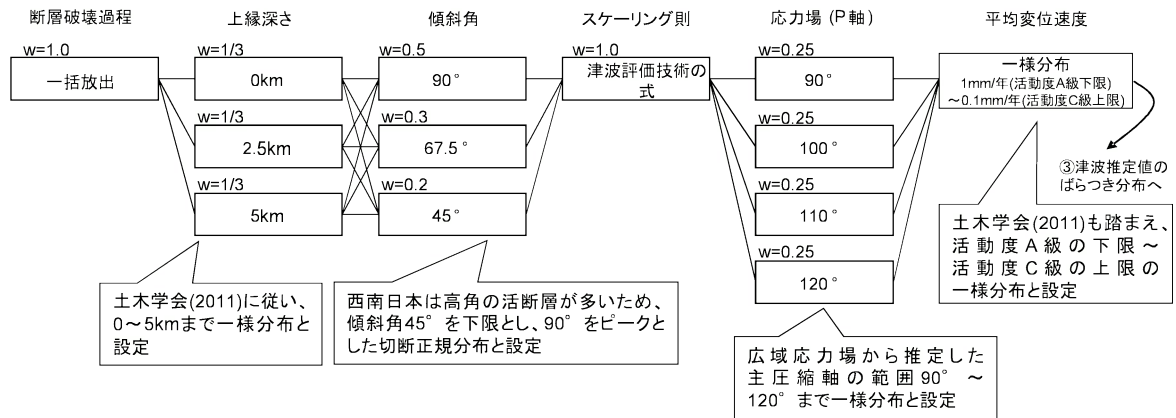 断層破壊過程
上縁深さ
傾斜角
スケーリング則
応力場（P軸）
平均変位速度
w=1.0
一括放出
w=1/3
0km
w=1/3
2.5km
w=1/3
5km
w=0.5
90°
w=0.3
67.5°
w=0.2
45°
w=1.0
津波評価技術の
式
w=0.25
90°
w=0.25
100°
w=0.25
110°
w=0.25
120°
一様分布
1mm/年(活動度A級下限)
～0.1mm/年(活動度C級上限)
③津波推定値の
ばらつき分布へ
土木学会(2011)に従い、
0～5kmまで一様分布と
設定
西南日本は高角の活断層が多いため、
傾斜角45°を下限とし、90°をピークと
した切断正規分布と設定
広域応力場から推定した
主圧縮軸の範囲90°～
120°まで一様分布と設定
土木学会(2011)も踏まえ、
活動度A級の下限～
活動度C級の上限の
一様分布と設定